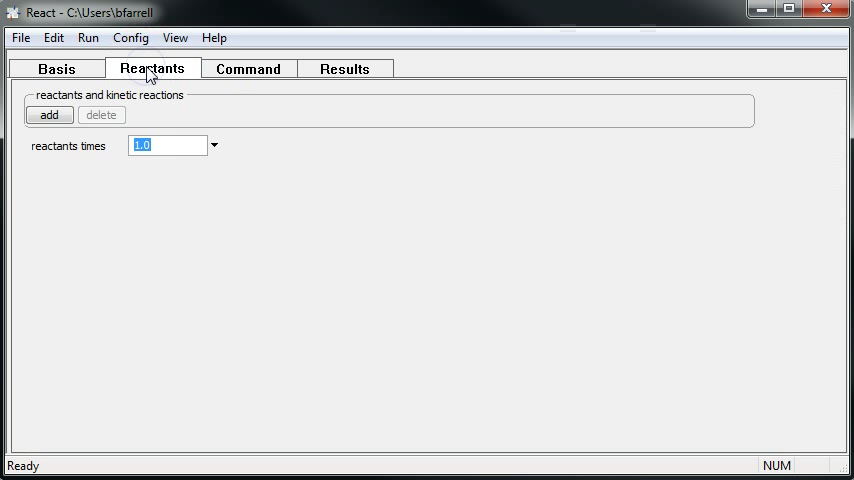 React - C:\Users\bfarrell
File Edit Run Config View Help
Basis Reactants Command Results
reactants and kinetic reactions
add delete
reactants times 1.0
Ready NUM